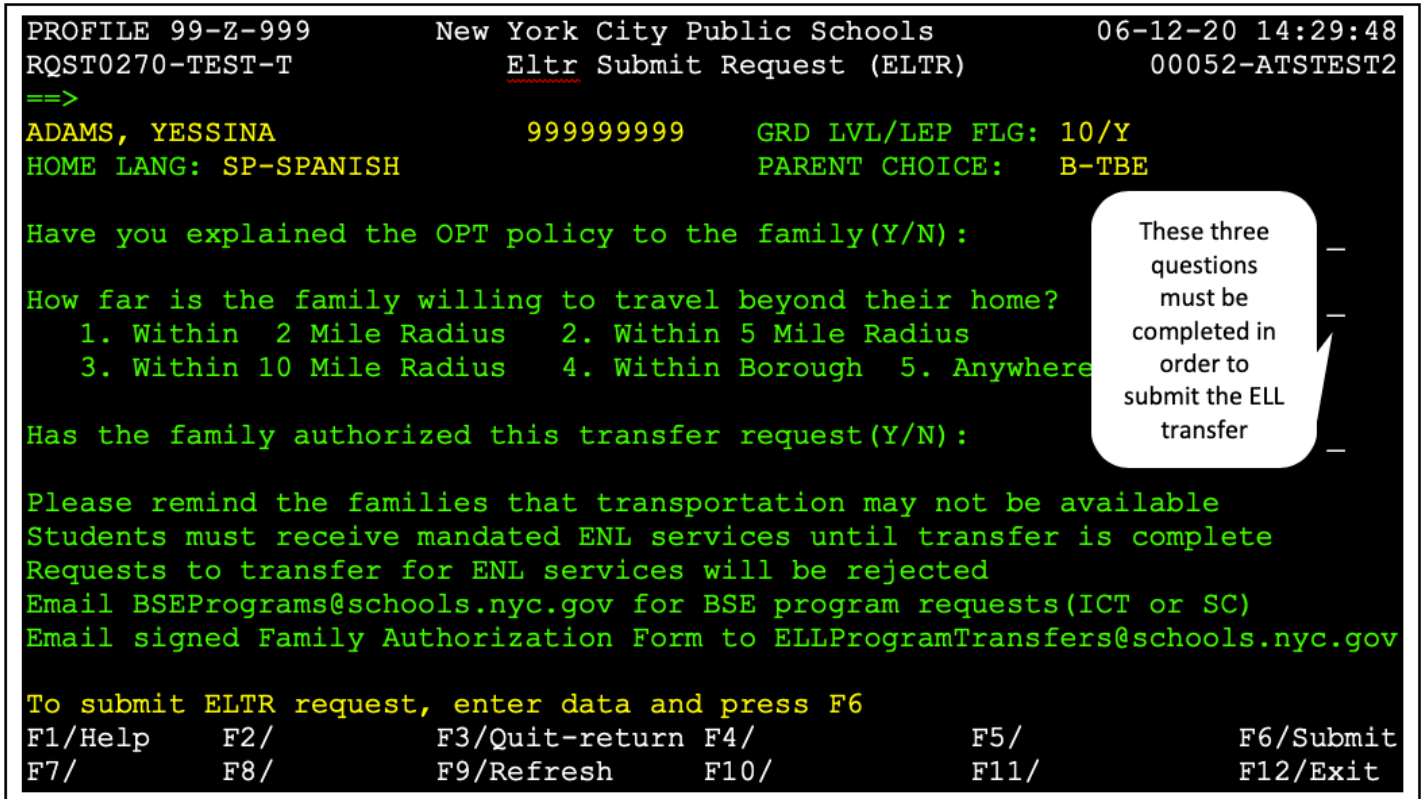 PROFILE 99-Z-999 New York City Public Schools 06-12-20 14:29:48
RQST0270-TEST-T Eltr Submit Request (ELTR) 00052-ATSTEST2
==>
ADAMS, YESSINA 999999999 GRD LVL/LEP FLG: 10/Y
HOME LANG: SP-SPANISH PARENT CHOICE: B-TBE
Have you explained the OPT policy to the family(Y/N): _
How far is the family willing to travel beyond their home? _
1. Within 2 Mile Radius 2. Within 5 Mile Radius
3. Within 10 Mile Radius 4. Within Borough 5. Anywhere
Has the family authorized this transfer request(Y/N): _
These three
questions
must be
completed in
order to
submit the ELL
transfer
Please remind the families that transportation may not be available
Students must receive mandated ENL services until transfer is complete
Requests to transfer for ENL services will be rejected
Email BSEPrograms@schools.nyc.gov for BSE program requests(ICT or SC)
Email signed Family Authorization Form to ELLProgramTransfers@schools.nyc.gov
To submit ELTR request, enter data and press F6
F1/Help F2/ F3/Quit-return F4/ F5/ F6/Submit
F7/ F8/ F9/Refresh F10/ F11/ F12/Exit